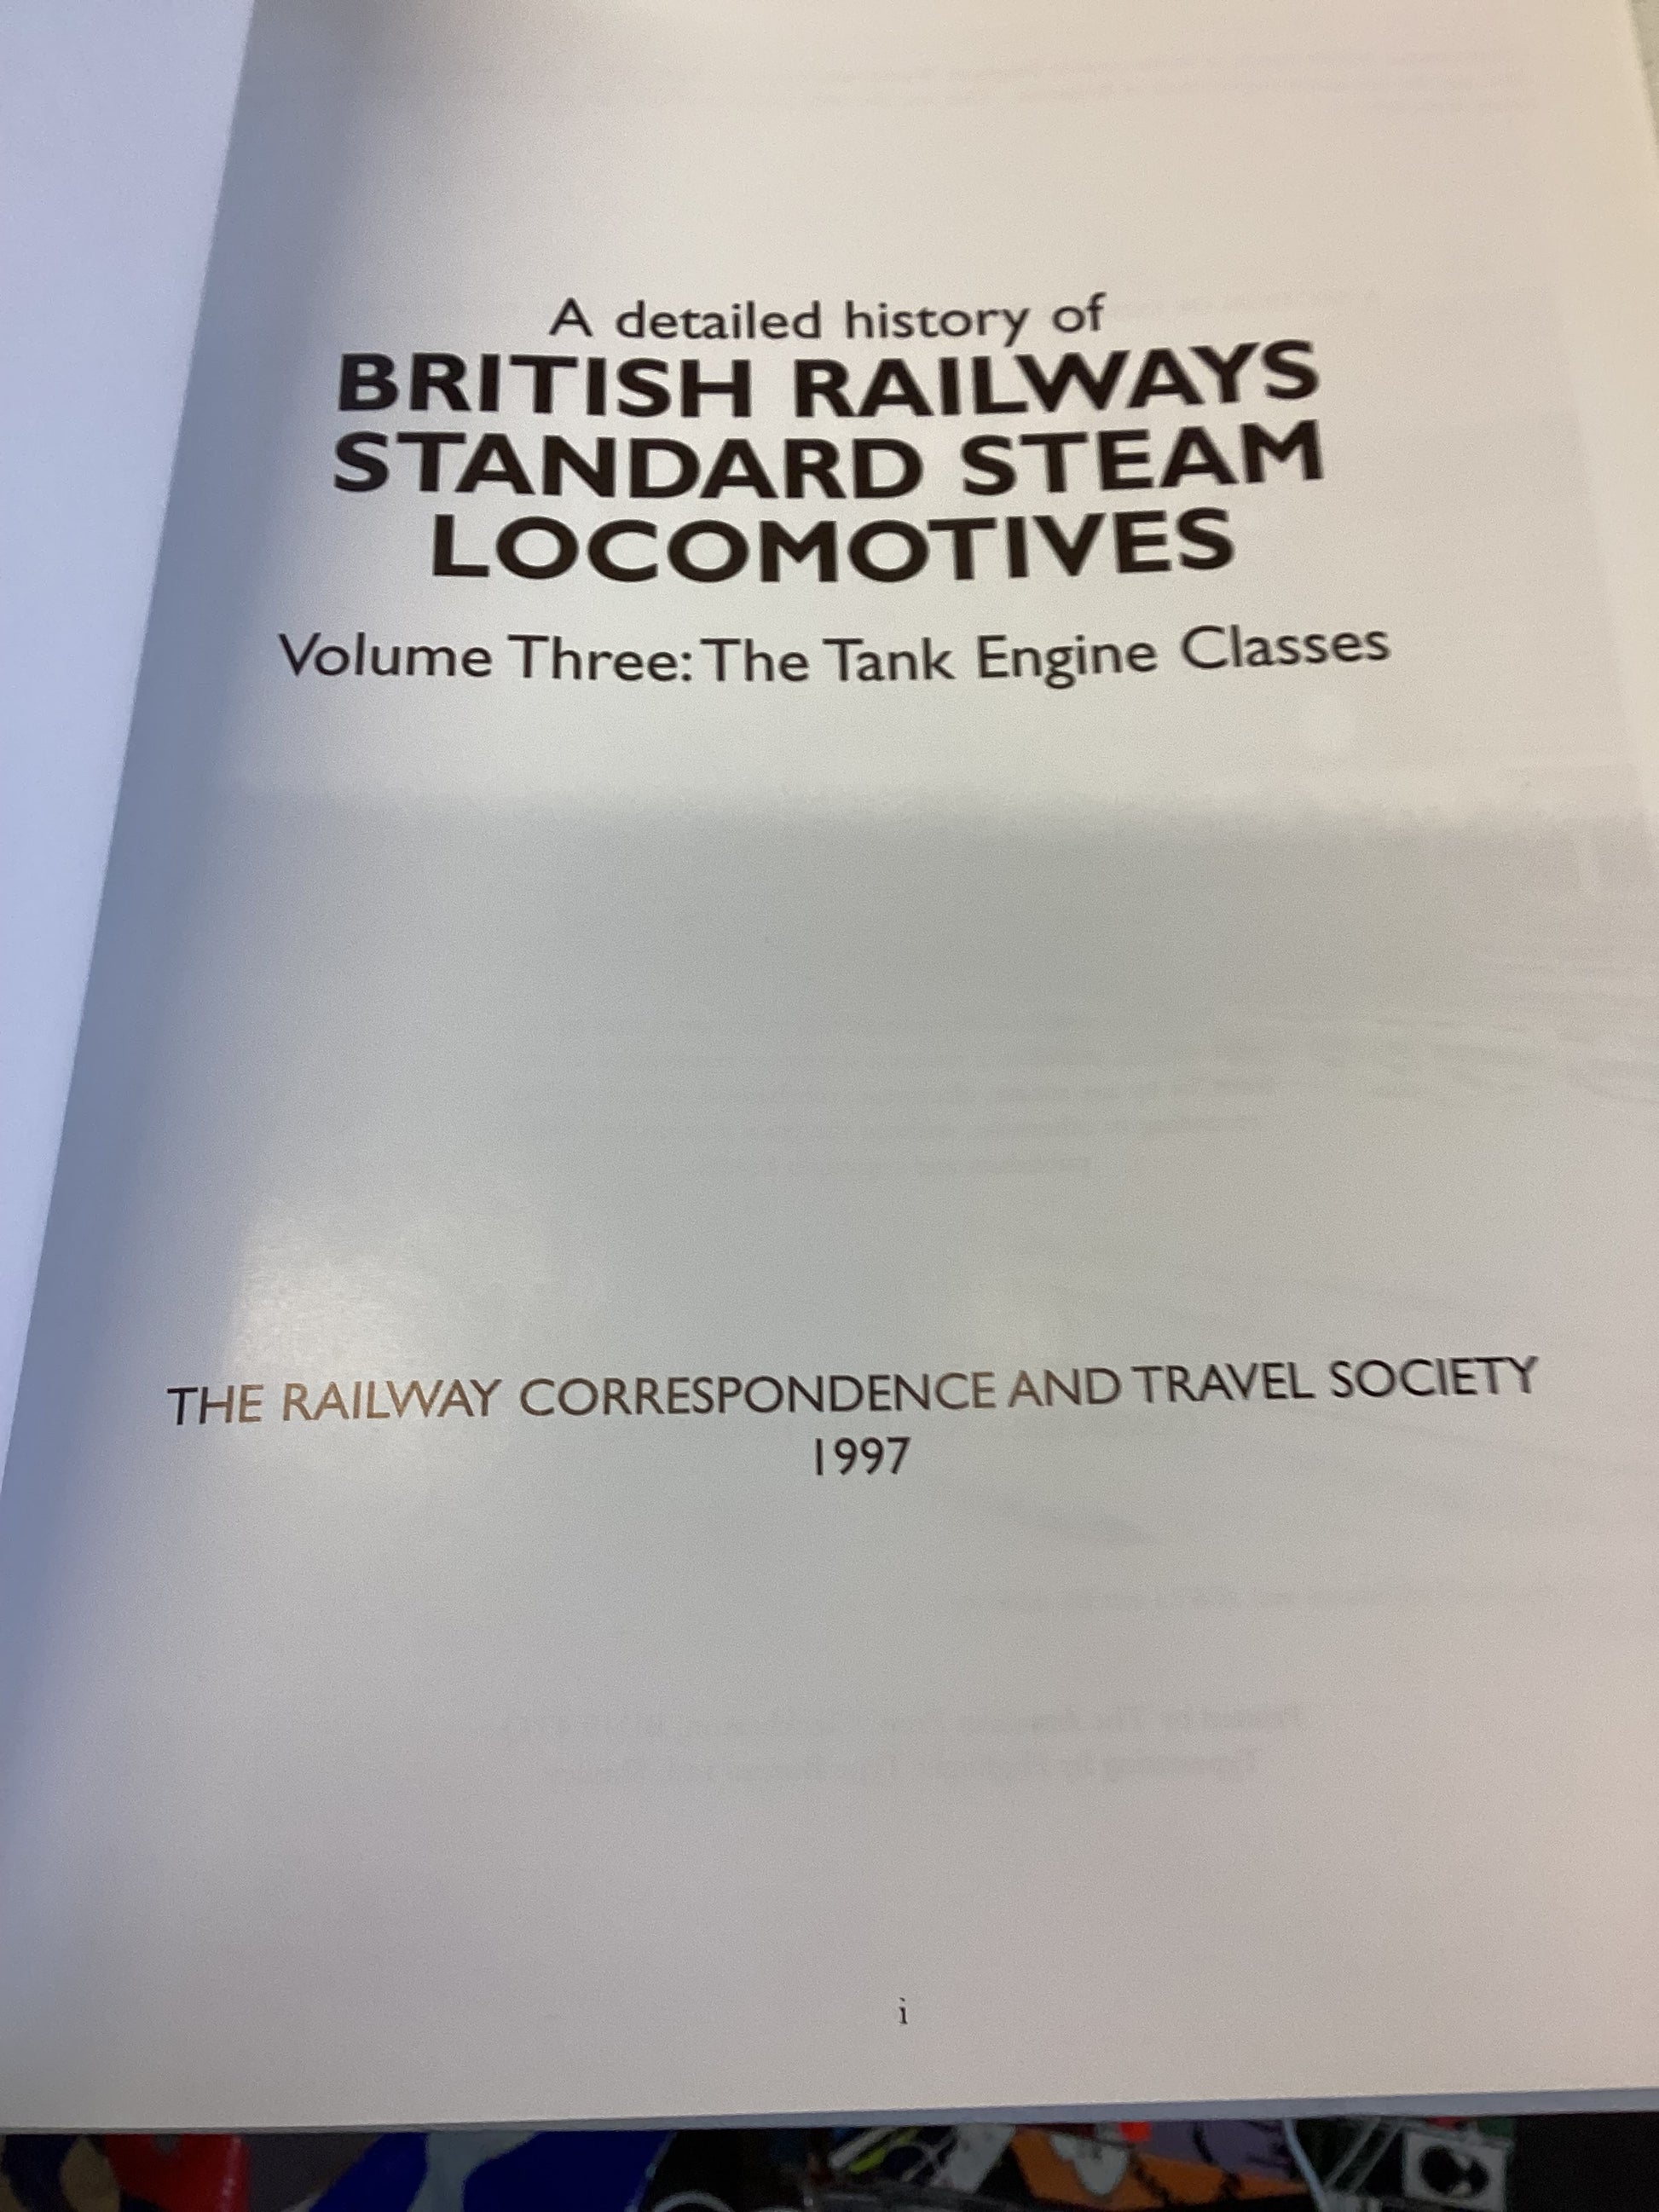 A detailed history of
BRITISH RAILWAYS
STANDARD STEAM
LOCOMOTIVES
Volume Three: The Tank Engine Classes
THE RAILWAY CORRESPONDENCE AND TRAVEL SOCIETY
1997
i